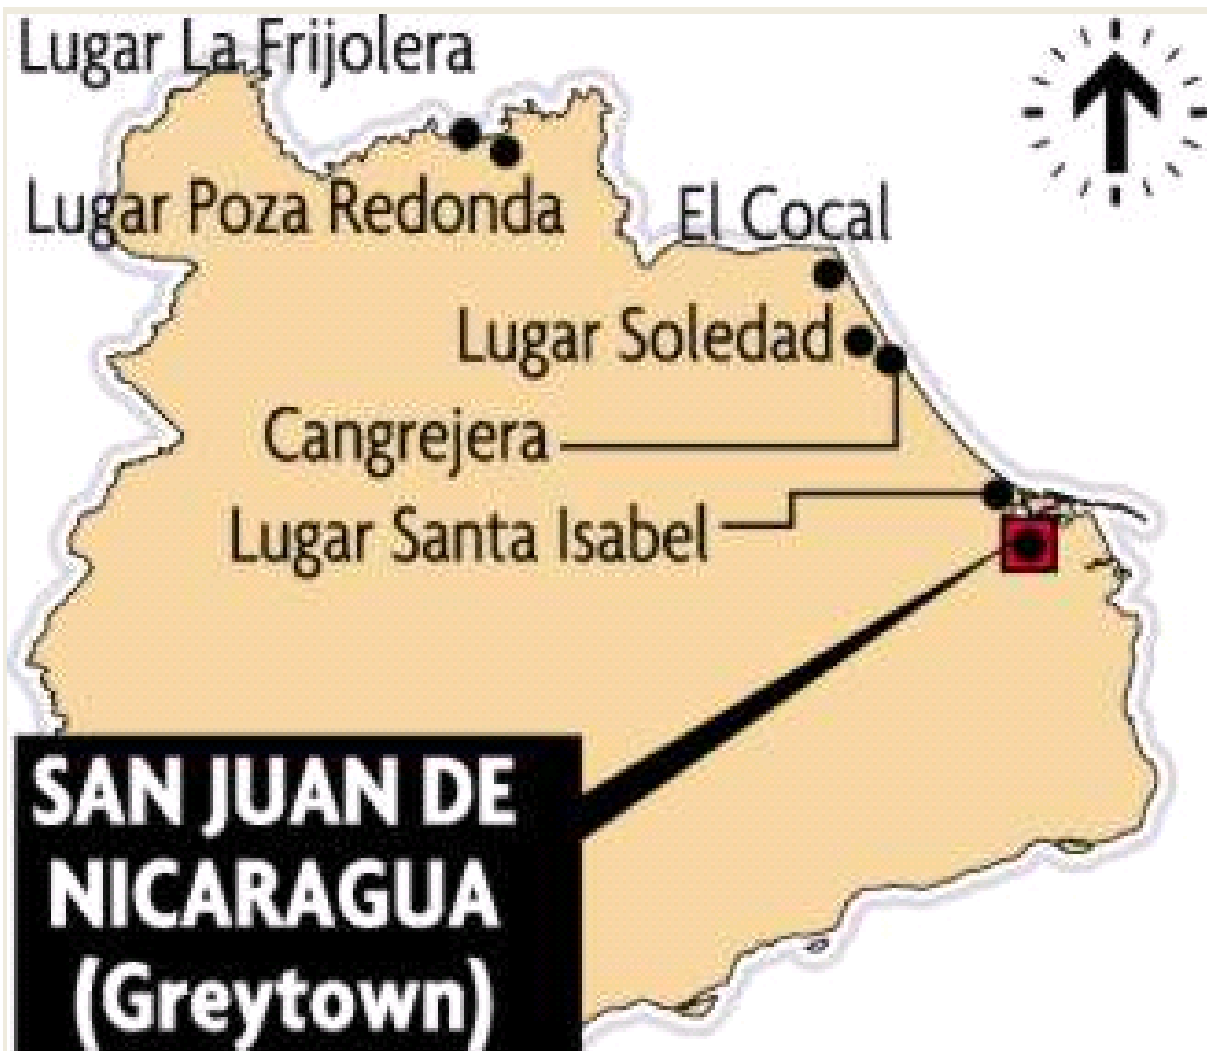 Lugar La Frijolera
Lugar Poza Redonda
El Cocal
Lugar Soledad
Cangrejera
Lugar Santa Isabel
SAN JUAN DE
NICARAGUA
(Greytown)